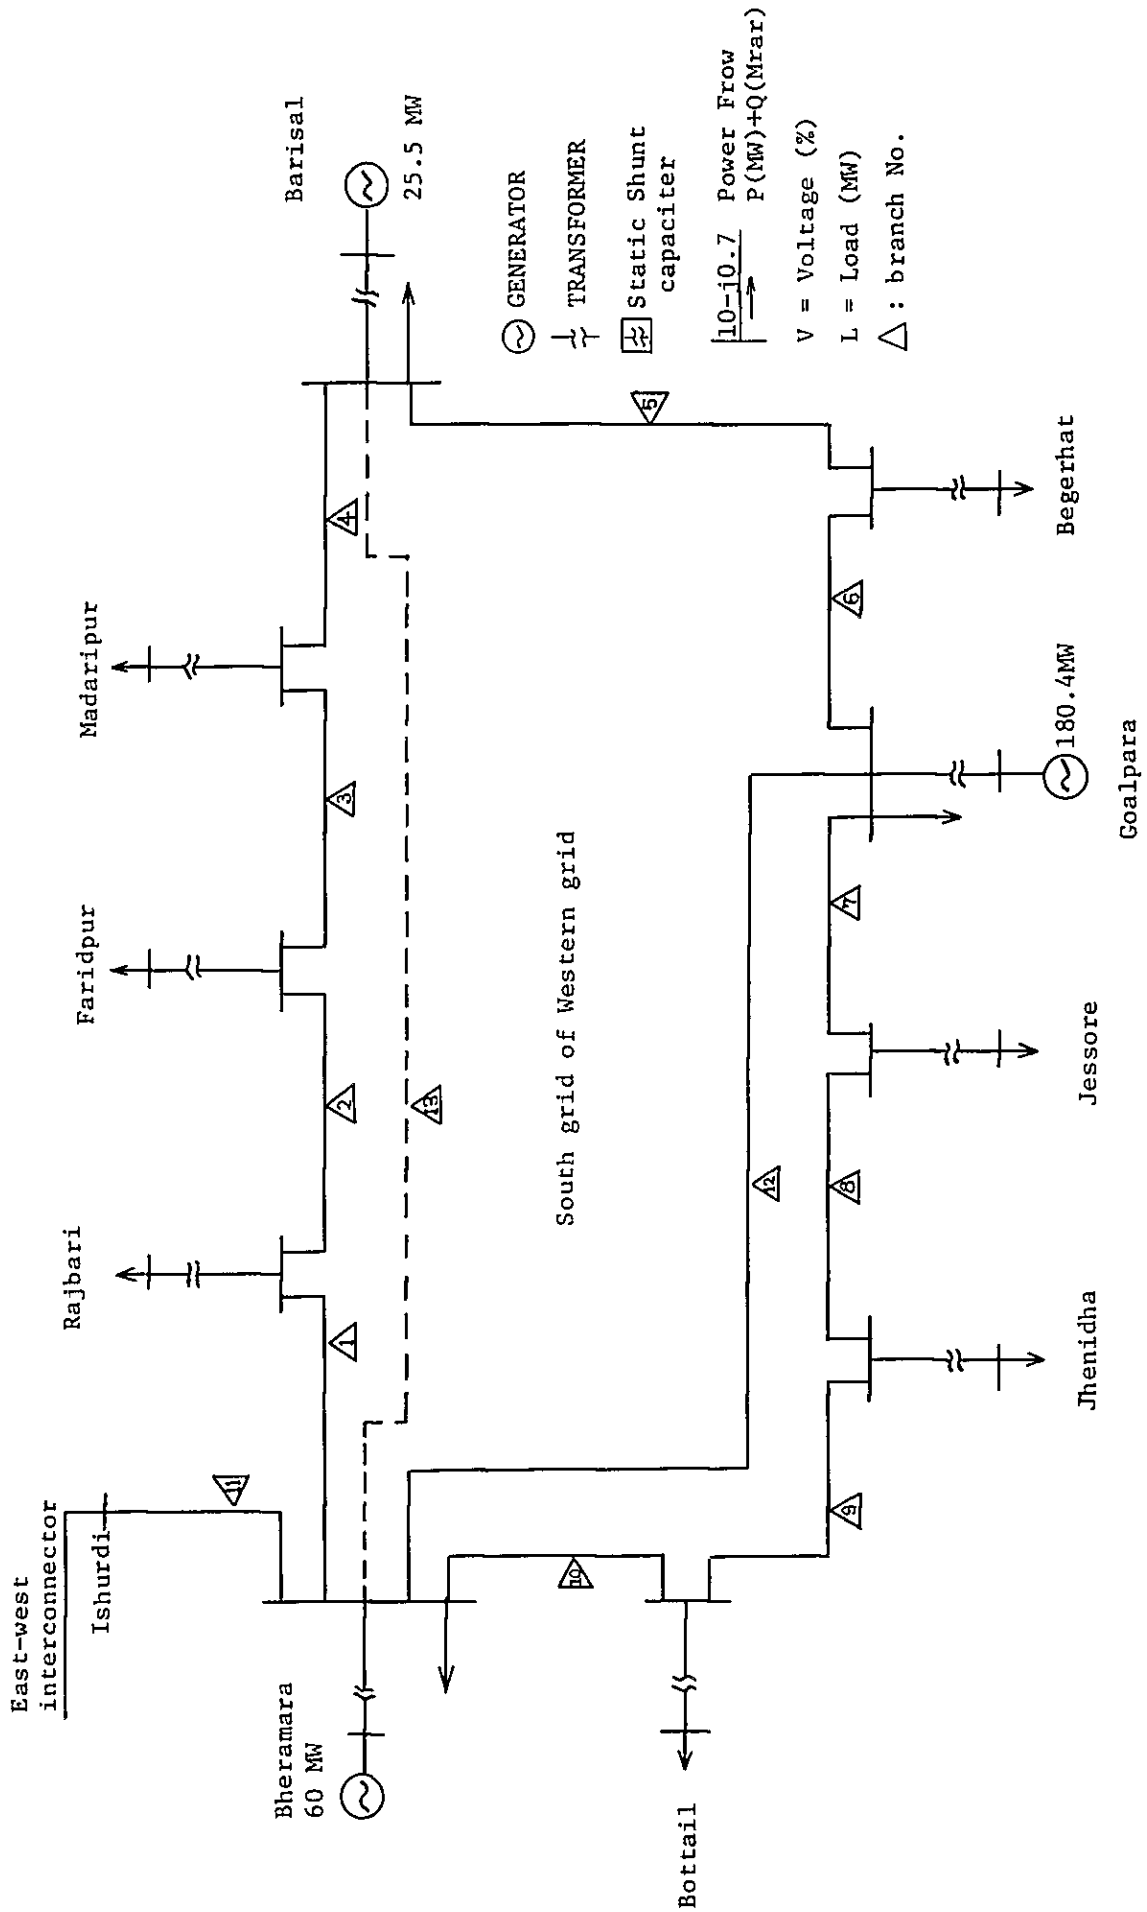 East-west
interconnector
Ishurdi
11
Rajbari
Faridpur
Madaripur
Barisal
25.5 MW
Bheramara
60 MW
1
2
3
4
13
5
South grid of Western grid
GENERATOR
TRANSFORMER
Static Shunt
capaciter
10-j0.7 Power Frow
P(MW)+Q(Mrar)
V = Voltage (%)
L = Load (MW)
△ : branch No.
12
10
9
8
7
6
Bottail
Jhenidha
Jessore
180.4MW
Goalpara
Begerhat